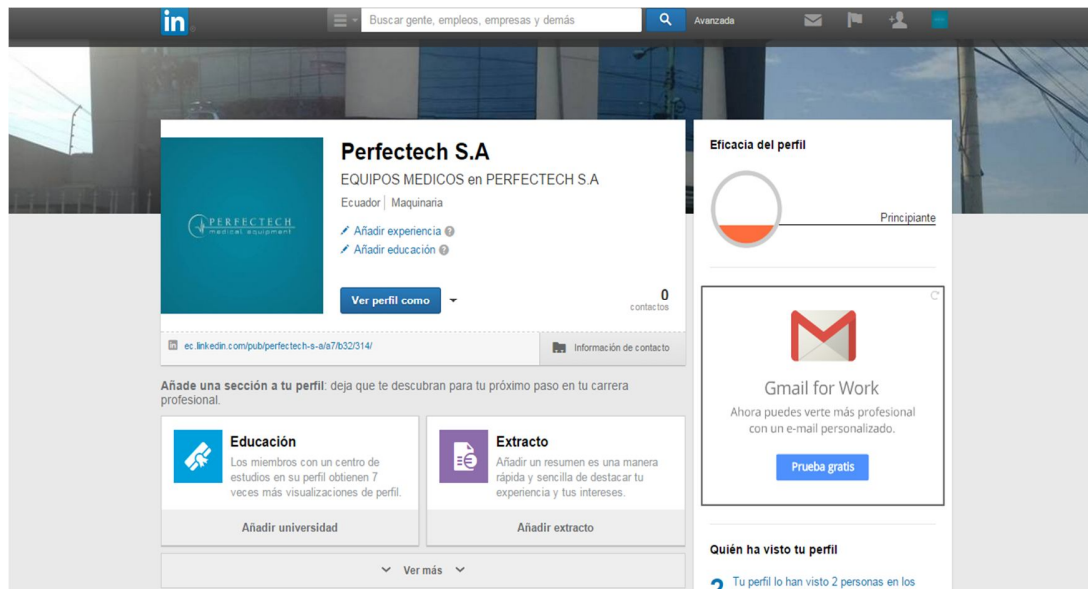 in
Buscar gente, empleos, empresas y demás
Avanzada
Perfectech S.A
EQUIPOS MEDICOS en PERFECTECH S.A
Ecuador | Maquinaria
Añadir experiencia
Añadir educación
PERFECTECH
medical equipment
Ver perfil como
0
contactos
ec.linkedin.com/pub/perfectech-s-a/a7/b32/314/
Información de contacto
Añade una sección a tu perfil: deja que te descubran para tu próximo paso en tu carrera
profesional.
Educación
Los miembros con un centro de
estudios en su perfil obtienen 7
veces más visualizaciones de perfil.
Añadir universidad
Extracto
Añadir un resumen es una manera
rápida y sencilla de destacar tu
experiencia y tus intereses.
Añadir extracto
Ver más
Eficacia del perfil
Principiante
Gmail for Work
Ahora puedes verte más profesional
con un e-mail personalizado.
Prueba gratis
Quién ha visto tu perfil
2 Tu perfil lo han visto 2 personas en los